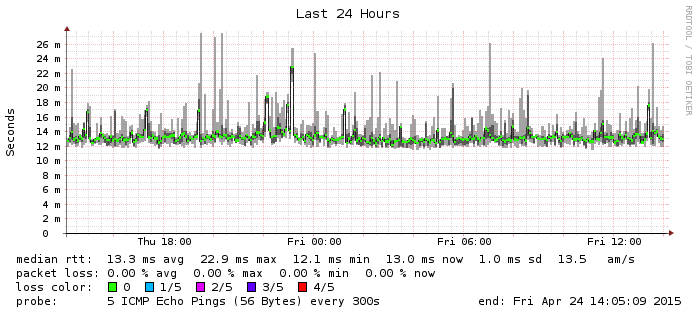 Last 24 Hours
RRDTOOL / TOBI OETIKER
Seconds
26 m
24 m
22 m
20 m
18 m
16 m
14 m
12 m
10 m
8 m
6 m
4 m
2 m
0
Thu 18:00 Fri 00:00 Fri 06:00 Fri 12:00
median rtt: 13.3 ms avg 22.9 ms max 12.1 ms min 13.0 ms now 1.0 ms sd 13.5 am/s
packet loss: 0.00 % avg 0.00 % max 0.00 % min 0.00 % now
loss color: 0 1/5 2/5 3/5 4/5
probe: 5 ICMP Echo Pings (56 Bytes) every 300s end: Fri Apr 24 14:05:09 2015